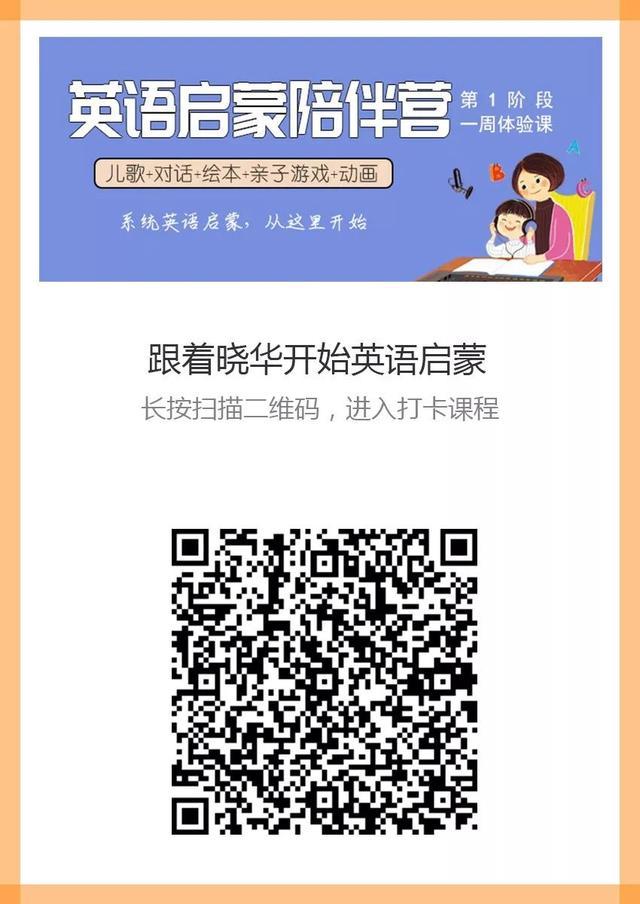 英语启蒙陪伴营
第1阶段
一周体验课
儿歌+对话+绘本+亲子游戏+动画
系统英语启蒙，从这里开始
A
B
C
跟着晓华开始英语启蒙
长按扫描二维码，进入打卡课程